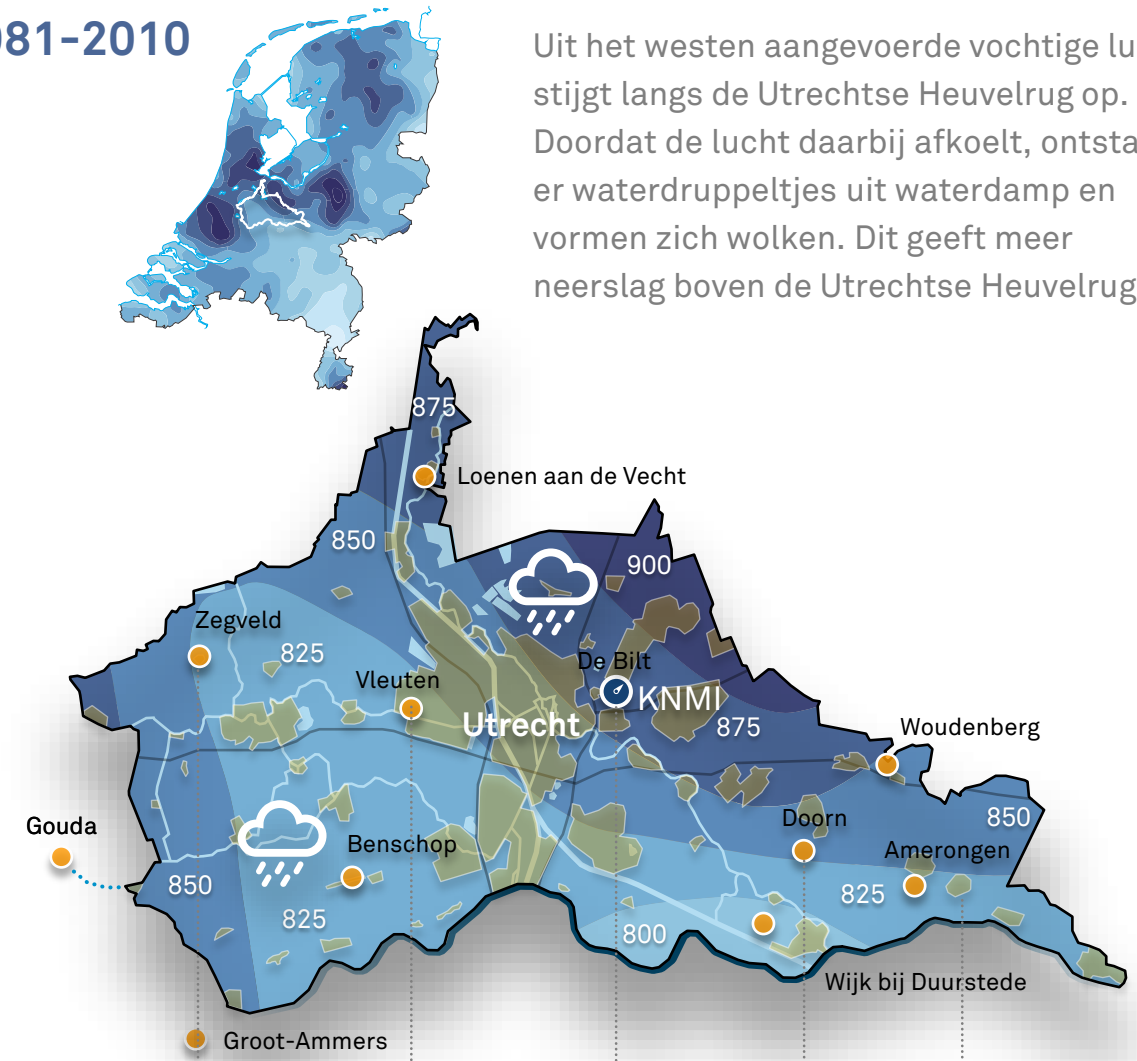 981-2010
Uit het westen aangevoerde vochtige lu
stijgt langs de Utrechtse Heuvelrug op.
Doordat de lucht daarbij afkoelt, ontsta
er waterdruppeltjes uit waterdamp en
vormen zich wolken. Dit geeft meer
neerslag boven de Utrechtse Heuvelrug
875
Loenen aan de Vecht
850
900
Zegveld
825
Vleuten
De Bilt
KNMI
Utrecht
875
Woudenberg
Gouda
Benschop
Doorn
850
Amerongen
850
825
825
800
Wijk bij Duurstede
Groot-Ammers